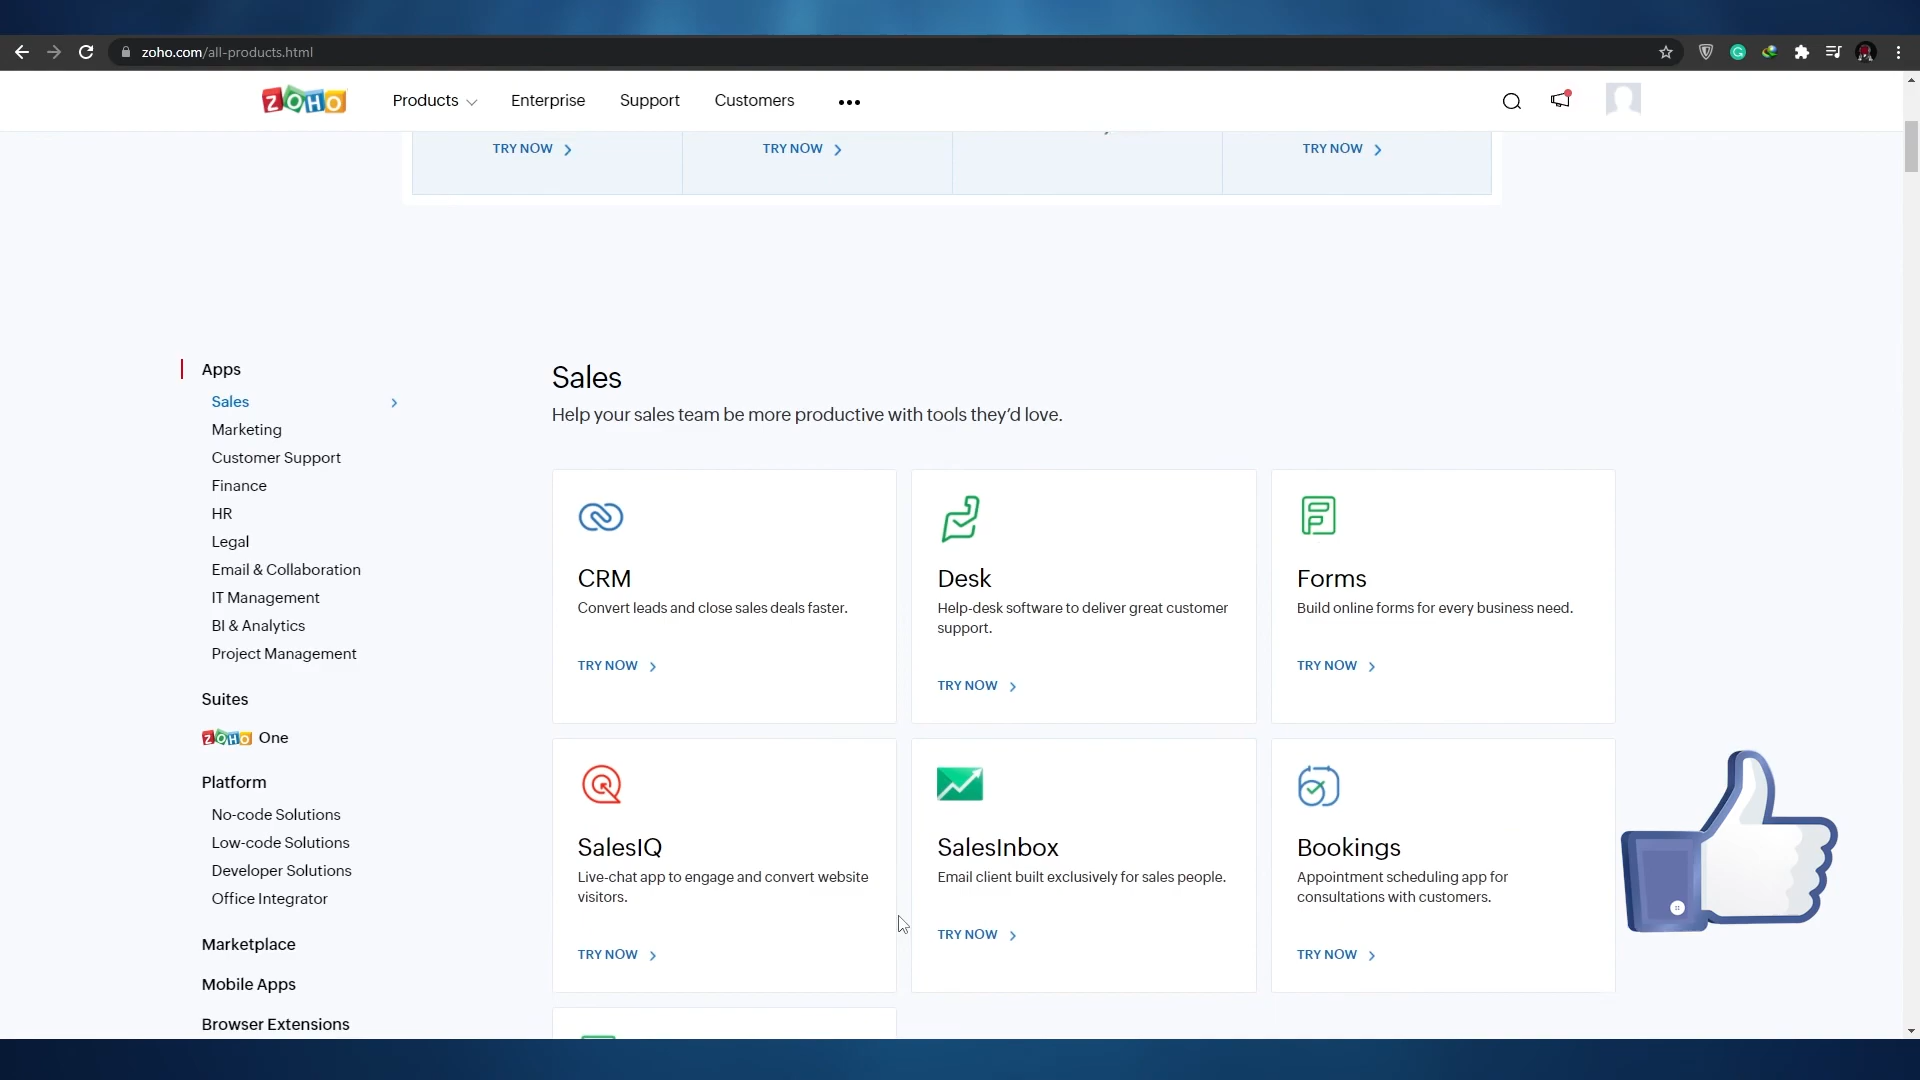 zoho.com/all-products.html
ZOHO
Products
Enterprise
Support
Customers
TRY NOW
TRY NOW
TRY NOW
Apps
Sales
Marketing
Customer Support
Finance
HR
Legal
Email & Collaboration
IT Management
BI & Analytics
Project Management
Suites
ZOHO One
Platform
No-code Solutions
Low-code Solutions
Developer Solutions
Office Integrator
Marketplace
Mobile Apps
Browser Extensions
Sales
Help your sales team be more productive with tools they’d love.
CRM
Convert leads and close sales deals faster.
TRY NOW
Desk
Help-desk software to deliver great customer
support.
TRY NOW
Forms
Build online forms for every business need.
TRY NOW
SalesIQ
Live-chat app to engage and convert website
visitors.
TRY NOW
SalesInbox
Email client built exclusively for sales people.
TRY NOW
Bookings
Appointment scheduling app for
consultations with customers.
TRY NOW